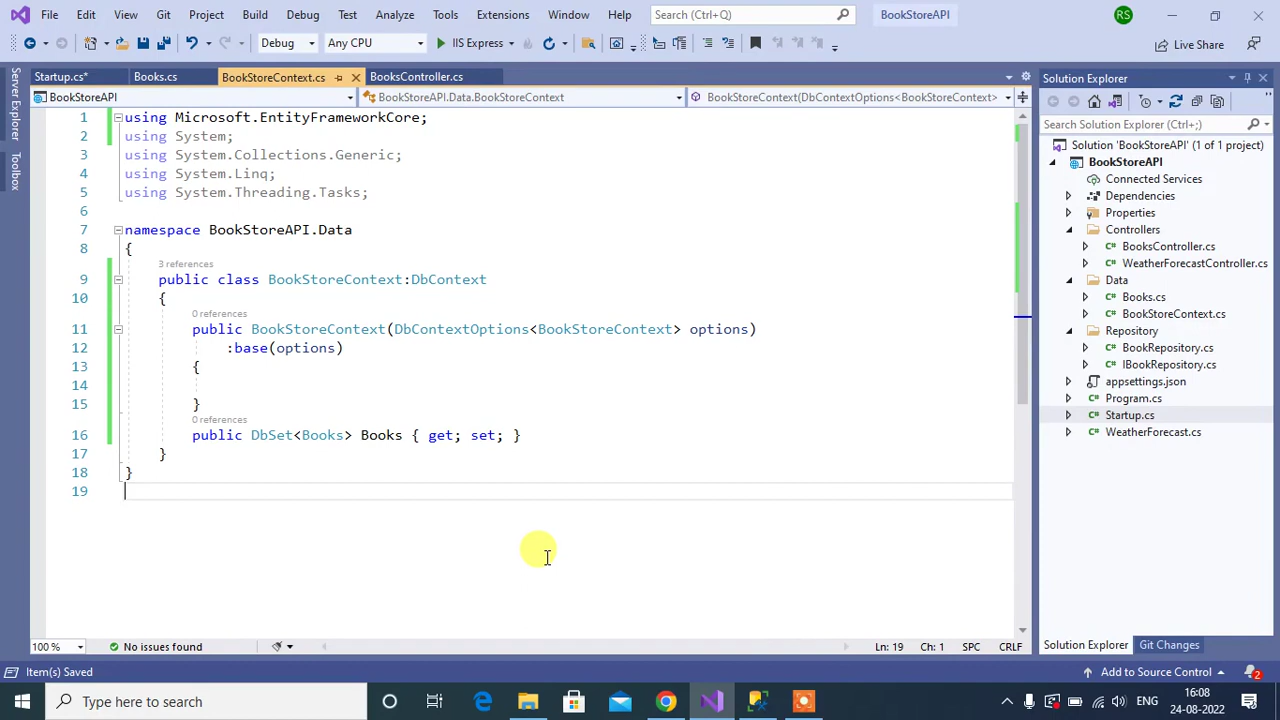 File Edit View Git Project Build Debug Test Analyze Tools Extensions Window Help Search (Ctrl+Q) BookStoreAPI RS
Debug Any CPU IIS Express Live Share
Server Explorer
Toolbox
Startup.cs* Books.cs BookStoreContext.cs BooksController.cs
BookStoreAPI BookStoreAPI.Data.BookStoreContext BookStoreContext(DbContextOptions<BookStoreContext>
1 using Microsoft.EntityFrameworkCore;
2 using System;
3 using System.Collections.Generic;
4 using System.Linq;
5 using System.Threading.Tasks;
6
7 namespace BookStoreAPI.Data
8 {
3 references
9 public class BookStoreContext:DbContext
10 {
0 references
11 public BookStoreContext(DbContextOptions<BookStoreContext> options)
12 :base(options)
13 {
14
15 }
0 references
16 public DbSet<Books> Books { get; set; }
17 }
18 }
19
100 % No issues found Ln: 19 Ch: 1 SPC CRLF
Solution Explorer
Search Solution Explorer (Ctrl+;)
Solution 'BookStoreAPI' (1 of 1 project)
BookStoreAPI
Connected Services
Dependencies
Properties
Controllers
C# BooksController.cs
C# WeatherForecastController.cs
Data
C# Books.cs
C# BookStoreContext.cs
Repository
C# BookRepository.cs
C# IBookRepository.cs
appsettings.json
C# Program.cs
C# Startup.cs
C# WeatherForecast.cs
Solution Explorer Git Changes
Item(s) Saved Add to Source Control 2
Type here to search ENG 16:08
24-08-2022